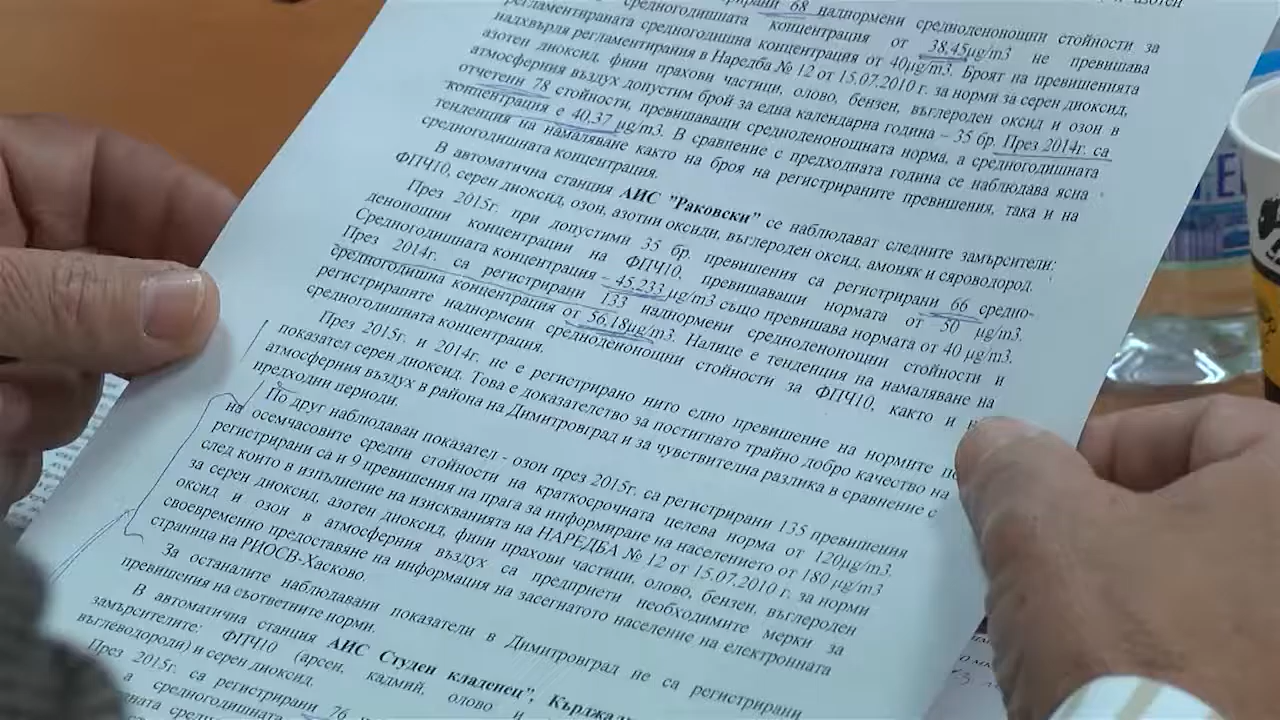 азотен
68 наднормени средноденонощни стойности за
средногодишната концентрация от 38,45µg/m3 не превишава
регламентираната средногодишна концентрация от 40µg/m3. Броят на превишенията
надхвърля регламентирания в Наредба № 12 от 15.07.2010 г. за норми за серен диоксид,
азотен диоксид, фини прахови частици, олово, бензен, въглероден оксид и озон в
атмосферния въздух допустим брой за една календарна година – 35 бр. През 2014г. са
отчетени 78 стойности, превишаващи средноденонощната норма, а средногодишната
концентрация е 40,37 µg/m3. В сравнение с предходната година се наблюдава ясна
тенденция на намаляване както на броя на регистрираните превишения, така и на
средногодишната концентрация.
В автоматична станция АИС "Раковски" се наблюдават следните замърсители:
ФПЧ10, серен диоксид, озон, азотни оксиди, въглероден оксид, амоняк и сяроводород.
През 2015г. при допустими 35 бр. превишения са регистрирани 66 средно-
денонощни концентрации на ФПЧ10, превишаващи нормата от 50 µg/m3.
Средногодишната концентрация – 45,233 µg/m3 също превишава нормата от 40 µg/m3.
През 2014г. са регистрирани 133 наднормени средноденонощни стойности и
средногодишна концентрация от 56,18µg/m3. Налице е тенденция на намаляване на
регистрираните наднормени средноденонощни стойности за ФПЧ10, както и
средногодишната концентрация.
През 2015г. и 2014г. не е регистрирано нито едно превишение на нормите по
показател серен диоксид. Това е доказателство за постигнато трайно добро качество на
атмосферния въздух в района на Димитровград и за чувствителна разлика в сравнение с
предходни периоди.
По друг наблюдаван показател - озон през 2015г. са регистрирани 135 превишения
на осемчасовите средни стойности на краткосрочната целева норма от 120µg/m3.
регистрирани са и 9 превишения на прага за информиране на населението от 180 µg/m3
след които в изпълнение на изискванията на НАРЕДБА № 12 от 15.07.2010 г. за норми
за серен диоксид, азотен диоксид, фини прахови частици, олово, бензен, въглероден
оксид и озон в атмосферния въздух са предприети необходимите мерки за
своевременно предоставяне на информация на засегнатото население на електронната
страница на РИОСВ-Хасково.
За останалите наблюдавани показатели в Димитровград не са регистрирани
превишения на съответните норми.
В автоматична станция АИС Студен кладенец", Кърджали
замърсители: ФПЧ10 (арсен, кадмий, олово и
въглеводороди) и серен диоксид.
През 2015г. са регистрирани 76
а средногодишната